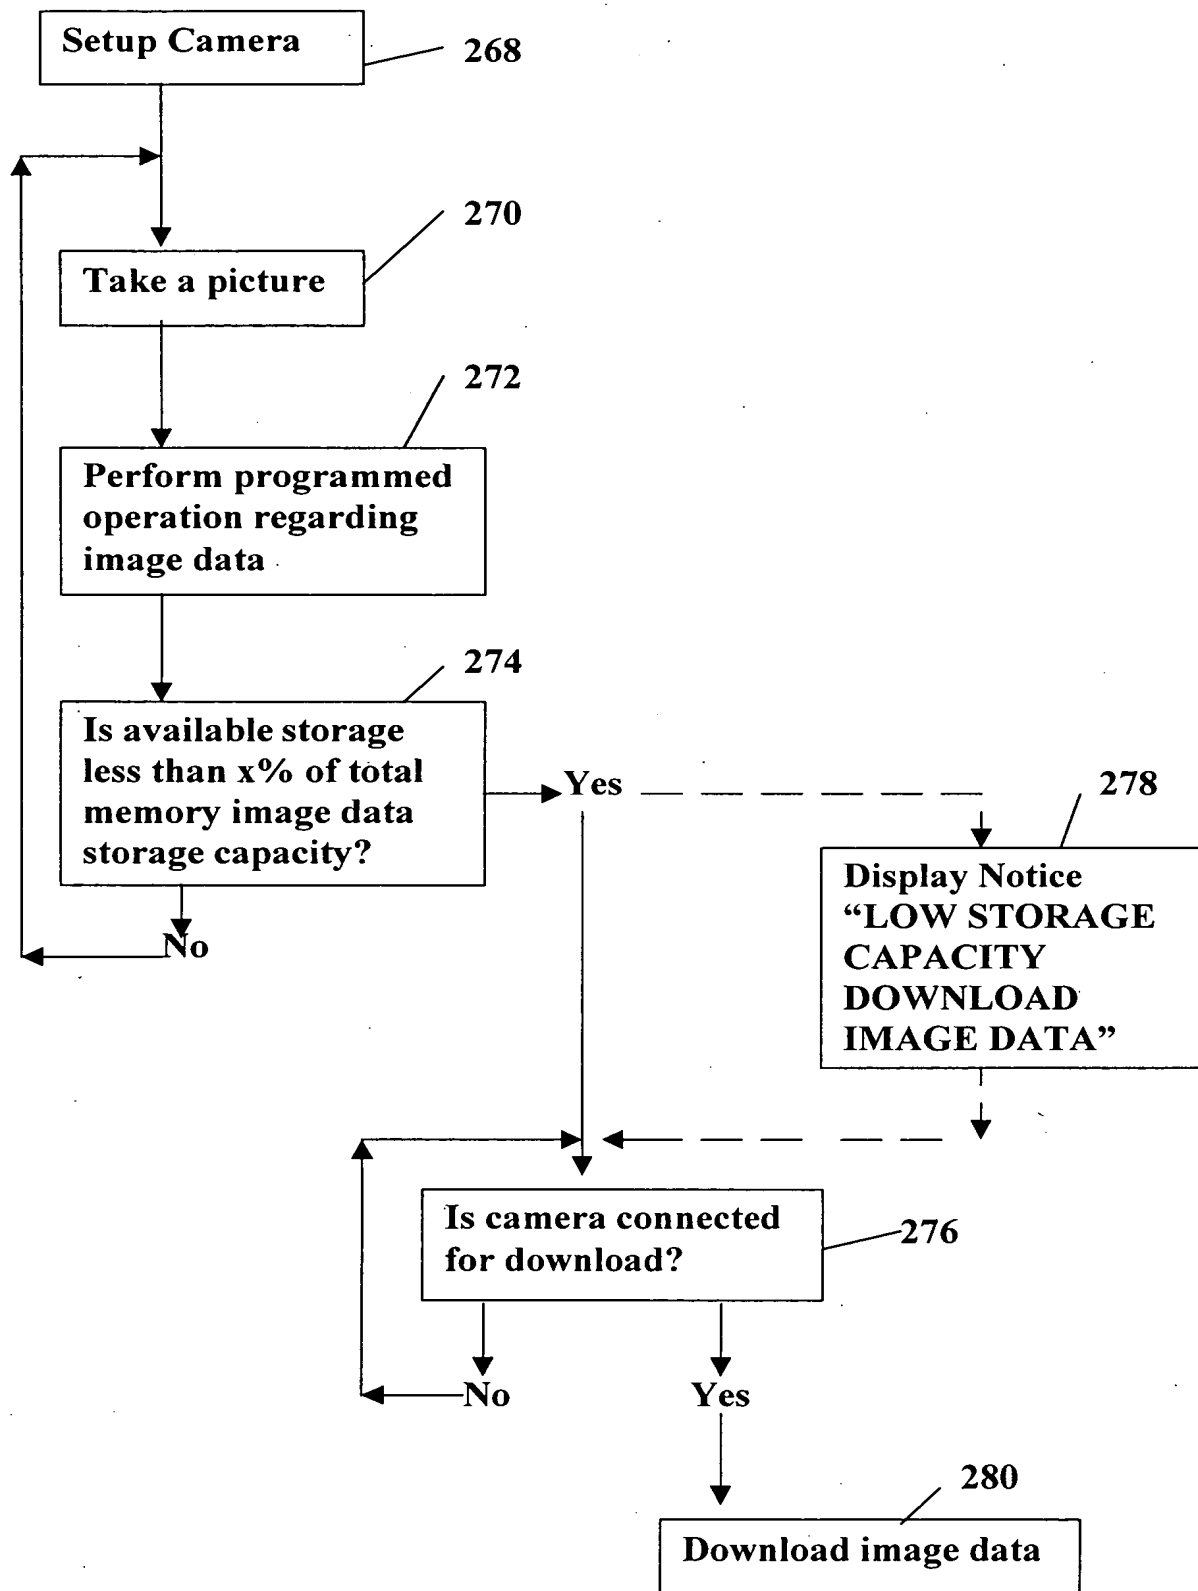 Setup Camera
268
270
Take a picture
272
Perform programmed
operation regarding
image data
274
Is available storage
less than x% of total
memory image data
storage capacity?
Yes
No
278
Display Notice
“LOW STORAGE
CAPACITY
DOWNLOAD
IMAGE DATA”
Is camera connected
for download?
276
No
Yes
280
Download image data